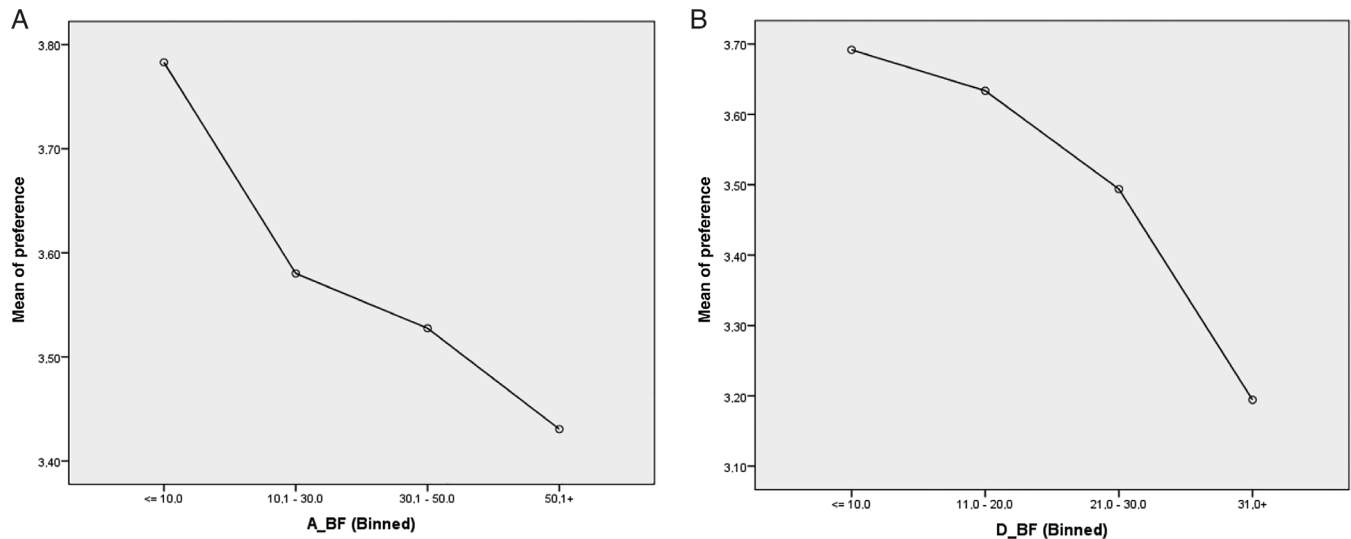 A
Mean of preference
3.80
3.70
3.60
3.50
3.40
<= 10.0
10,1 - 30.0
30.1 - 50.0
50,1+
A_BF (Binned)
B
Mean of preference
3.70
3.60
3.50
3.40
3.30
3.20
3.10
<= 10,0
11,0 - 20.0
21,0 - 30.0
31,0+
D_BF (Binned)